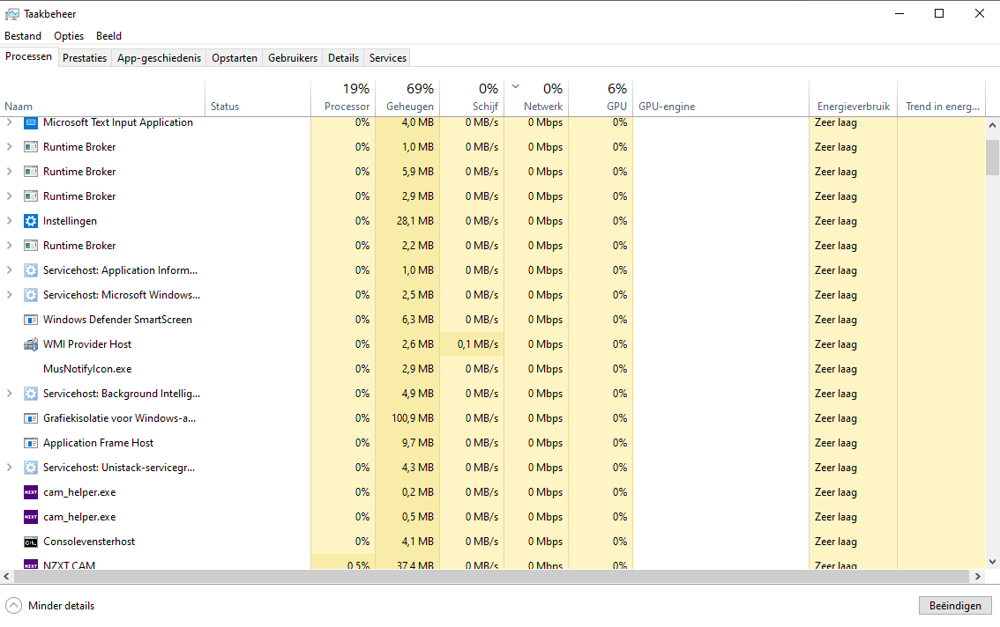 Taakbeheer
Bestand Opties Beeld
Processen Prestaties App-geschiedenis Opstarten Gebruikers Details Services
19% 69% 0% 0% 6%
Naam Status Processor Geheugen Schijf Netwerk GPU GPU-engine Energieverbruik Trend in energ...
Microsoft Text Input Application 0% 4,0 MB 0 MB/s 0 Mbps 0% Zeer laag
Runtime Broker 0% 1,0 MB 0 MB/s 0 Mbps 0% Zeer laag
Runtime Broker 0% 5,9 MB 0 MB/s 0 Mbps 0% Zeer laag
Runtime Broker 0% 2,9 MB 0 MB/s 0 Mbps 0% Zeer laag
Instellingen 0% 28,1 MB 0 MB/s 0 Mbps 0% Zeer laag
Runtime Broker 0% 2,2 MB 0 MB/s 0 Mbps 0% Zeer laag
Servicehost: Application Inform... 0% 1,0 MB 0 MB/s 0 Mbps 0% Zeer laag
Servicehost: Microsoft Windows... 0% 2,5 MB 0 MB/s 0 Mbps 0% Zeer laag
Windows Defender SmartScreen 0% 6,3 MB 0 MB/s 0 Mbps 0% Zeer laag
WMI Provider Host 0% 2,6 MB 0,1 MB/s 0 Mbps 0% Zeer laag
MusNotifyIcon.exe 0% 2,9 MB 0 MB/s 0 Mbps 0% Zeer laag
Servicehost: Background Intellig... 0% 4,9 MB 0 MB/s 0 Mbps 0% Zeer laag
Grafiekisolatie voor Windows-a... 0% 100,9 MB 0 MB/s 0 Mbps 0% Zeer laag
Application Frame Host 0% 9,7 MB 0 MB/s 0 Mbps 0% Zeer laag
Servicehost: Unistack-servicegr... 0% 4,3 MB 0 MB/s 0 Mbps 0% Zeer laag
NZXT cam_helper.exe 0% 0,2 MB 0 MB/s 0 Mbps 0% Zeer laag
NZXT cam_helper.exe 0% 0,5 MB 0 MB/s 0 Mbps 0% Zeer laag
Consolevensterhost 0% 4,1 MB 0 MB/s 0 Mbps 0% Zeer laag
NZXT NZXT CAM 0,5% 37,4 MB 0 MB/s 0 Mbps 0% Zeer laag
Minder details Beëindigen